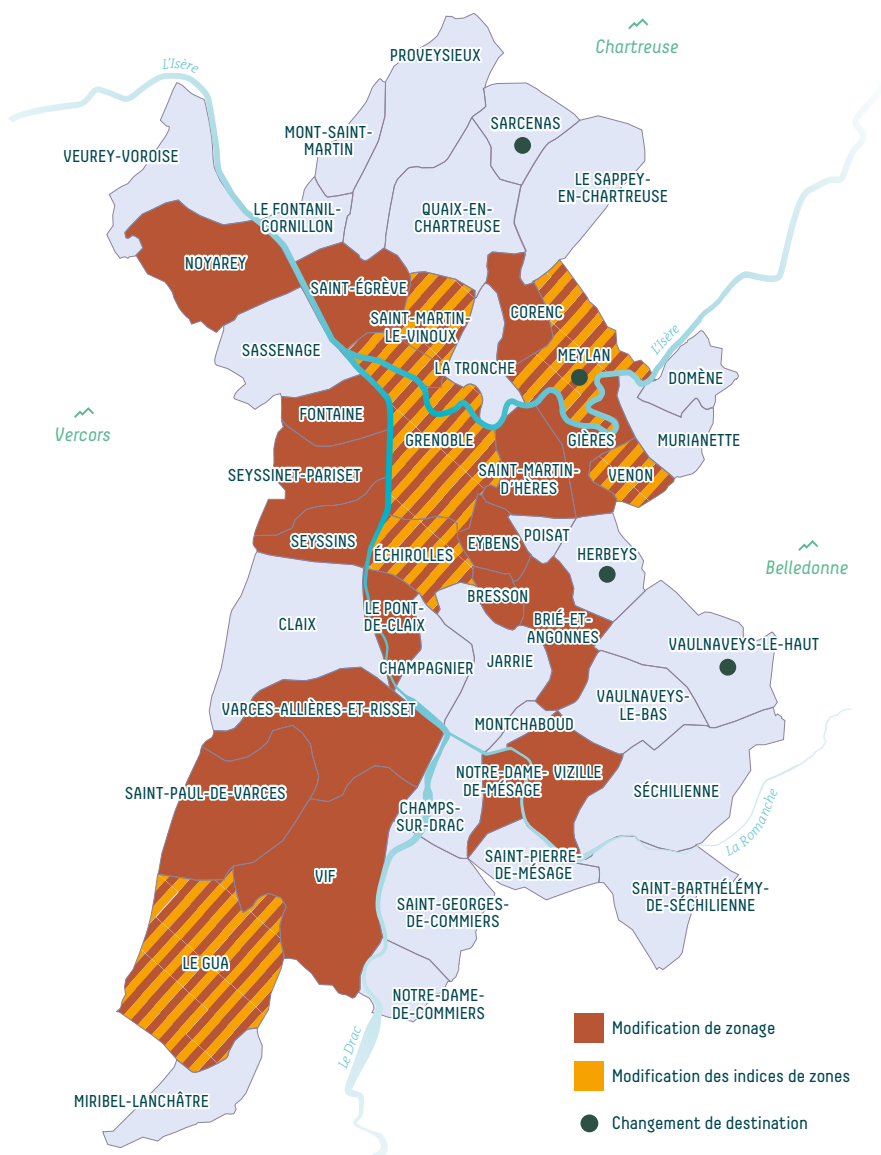 Chartreuse
PROVEYSIEUX
L'Isère
SARCENAS
MONT-SAINT-
MARTIN
VEUREY-VOROISE
LE SAPPEY-
EN-CHARTREUSE
LE FONTANIL-
CORNILLON
QUAIX-EN-
CHARTREUSE
NOYAREY
SAINT-ÉGRÈVE
CORENC
SAINT-MARTIN-
LE-VINOUX
L'Isère
SASSENAGE
MEYLAN
LA TRONCHE
DOMÈNE
Vercors
FONTAINE
GRENOBLE
GIÈRES
MURIANETTE
SEYSSINET-PARISET
SAINT-MARTIN-
D'HÈRES
VENON
SEYSSINS
ÉCHIROLLES
EYBENS
POISAT
HERBEYS
Belledonne
BRESSON
CLAIX
LE PONT-
DE-CLAIX
BRIÉ-ET-
ANGONNES
VAULNAVEYS-LE-HAUT
CHAMPAGNIER
JARRIE
VAULNAVEYS-
LE-BAS
VARCES-ALLIÈRES-ET-RISSET
MONTCHABOUD
NOTRE-DAME-
DE-MÉSAGE
VIZILLE
SAINT-PAUL-DE-VARCES
SÉCHILIENNE
CHAMPS-
SUR-DRAC
La Romanche
SAINT-PIERRE-
DE-MÉSAGE
VIF
SAINT-BARTHÉLÉMY-
DE-SÉCHILIENNE
SAINT-GEORGES-
DE-COMMIERS
LE GUA
NOTRE-DAME-
DE-COMMIERS
Le Drac
Modification de zonage
Modification des indices de zones
MIRIBEL-LANCHÂTRE
Changement de destination